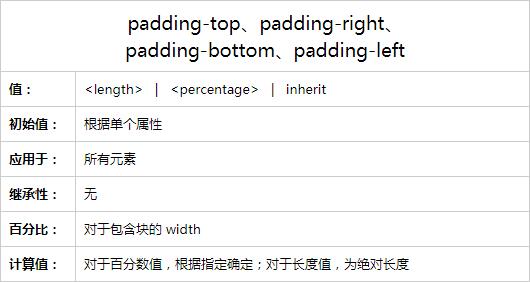 padding-top、padding-right、
padding-bottom、padding-left
值： <length> | <percentage> | inherit
初始值： 根据单个属性
应用于： 所有元素
继承性： 无
百分比： 对于包含块的 width
计算值： 对于百分数值，根据指定确定；对于长度值，为绝对长度